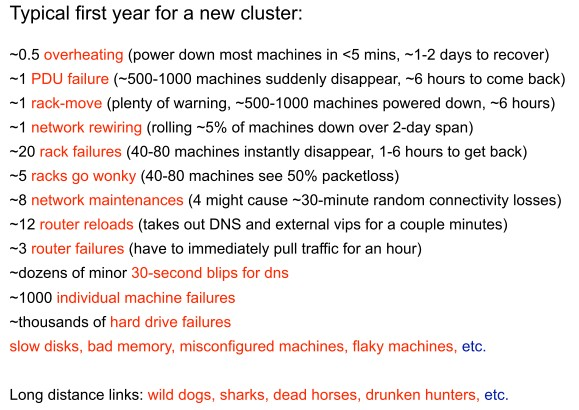 Typical first year for a new cluster:
~0.5 overheating (power down most machines in <5 mins, ~1-2 days to recover)
~1 PDU failure (~500-1000 machines suddenly disappear, ~6 hours to come back)
~1 rack-move (plenty of warning, ~500-1000 machines powered down, ~6 hours)
~1 network rewiring (rolling ~5% of machines down over 2-day span)
~20 rack failures (40-80 machines instantly disappear, 1-6 hours to get back)
~5 racks go wonky (40-80 machines see 50% packetloss)
~8 network maintenances (4 might cause ~30-minute random connectivity losses)
~12 router reloads (takes out DNS and external vips for a couple minutes)
~3 router failures (have to immediately pull traffic for an hour)
~dozens of minor 30-second blips for dns
~1000 individual machine failures
~thousands of hard drive failures
slow disks, bad memory, misconfigured machines, flaky machines, etc.
Long distance links: wild dogs, sharks, dead horses, drunken hunters, etc.